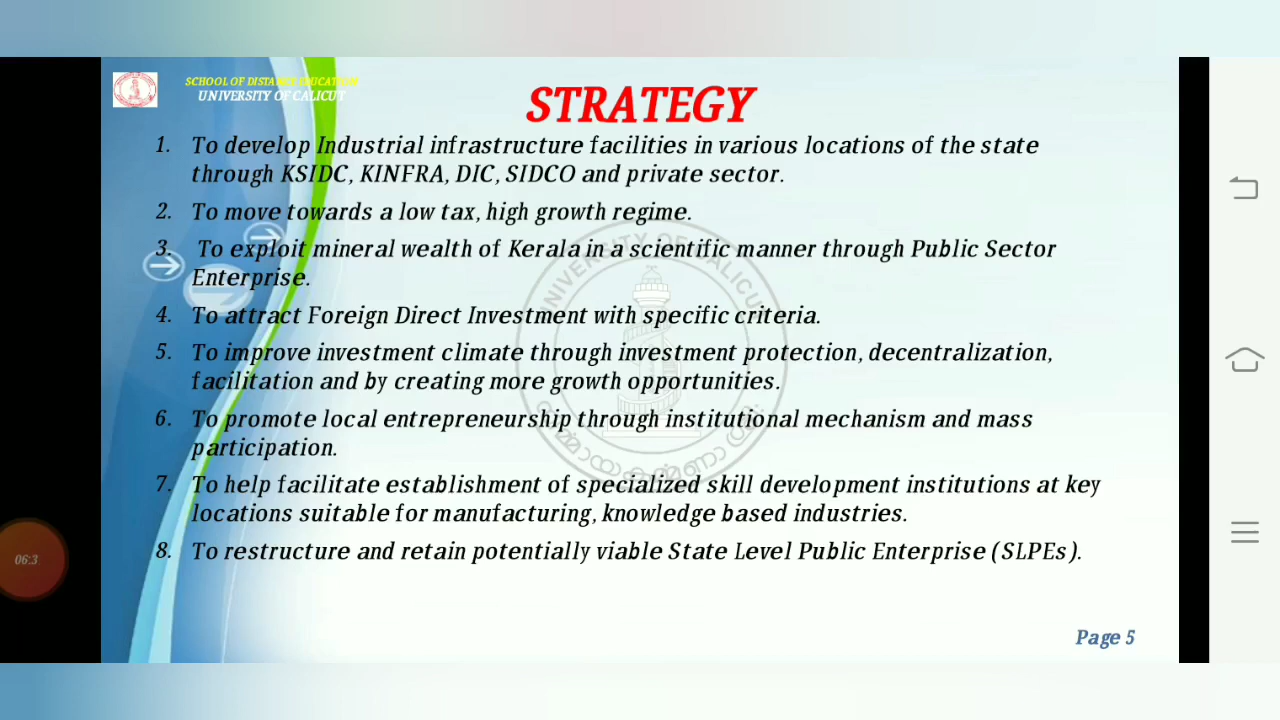 SCHOOL OF DISTANCE EDUCATION
UNIVERSITY OF CALICUT
STRATEGY
1. To develop Industrial infrastructure facilities in various locations of the state
through KSIDC, KINFRA, DIC, SIDCO and private sector.
2. To move towards a low tax, high growth regime.
3. To exploit mineral wealth of Kerala in a scientific manner through Public Sector
Enterprise.
4. To attract Foreign Direct Investment with specific criteria.
5. To improve investment climate through investment protection, decentralization,
facilitation and by creating more growth opportunities.
6. To promote local entrepreneurship through institutional mechanism and mass
participation.
7. To help facilitate establishment of specialized skill development institutions at key
locations suitable for manufacturing, knowledge based industries.
8. To restructure and retain potentially viable State Level Public Enterprise (SLPEs).
UNIVERSITY OF CALICUT
06:3
Page 5